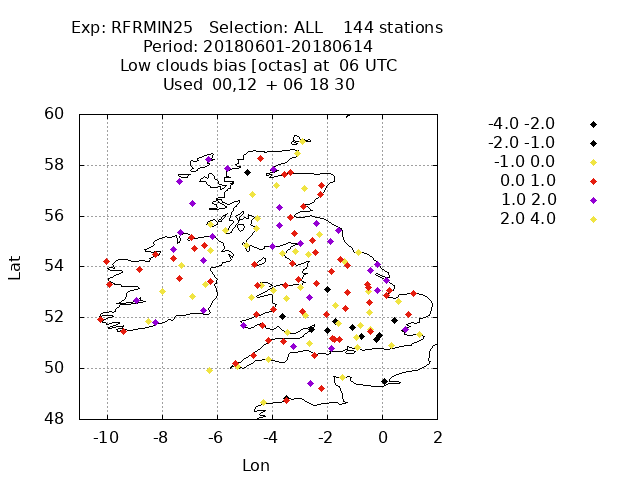 Exp: RFRMIN25 Selection: ALL 144 stations
Period: 20180601-20180614
Low clouds bias [octas] at 06 UTC
Used 00,12 + 06 18 30
-4.0 -2.0
-2.0 -1.0
-1.0 0.0
0.0 1.0
1.0 2.0
2.0 4.0
60
58
56
54
52
50
48
Lat
-10 -8 -6 -4 -2 0 2
Lon